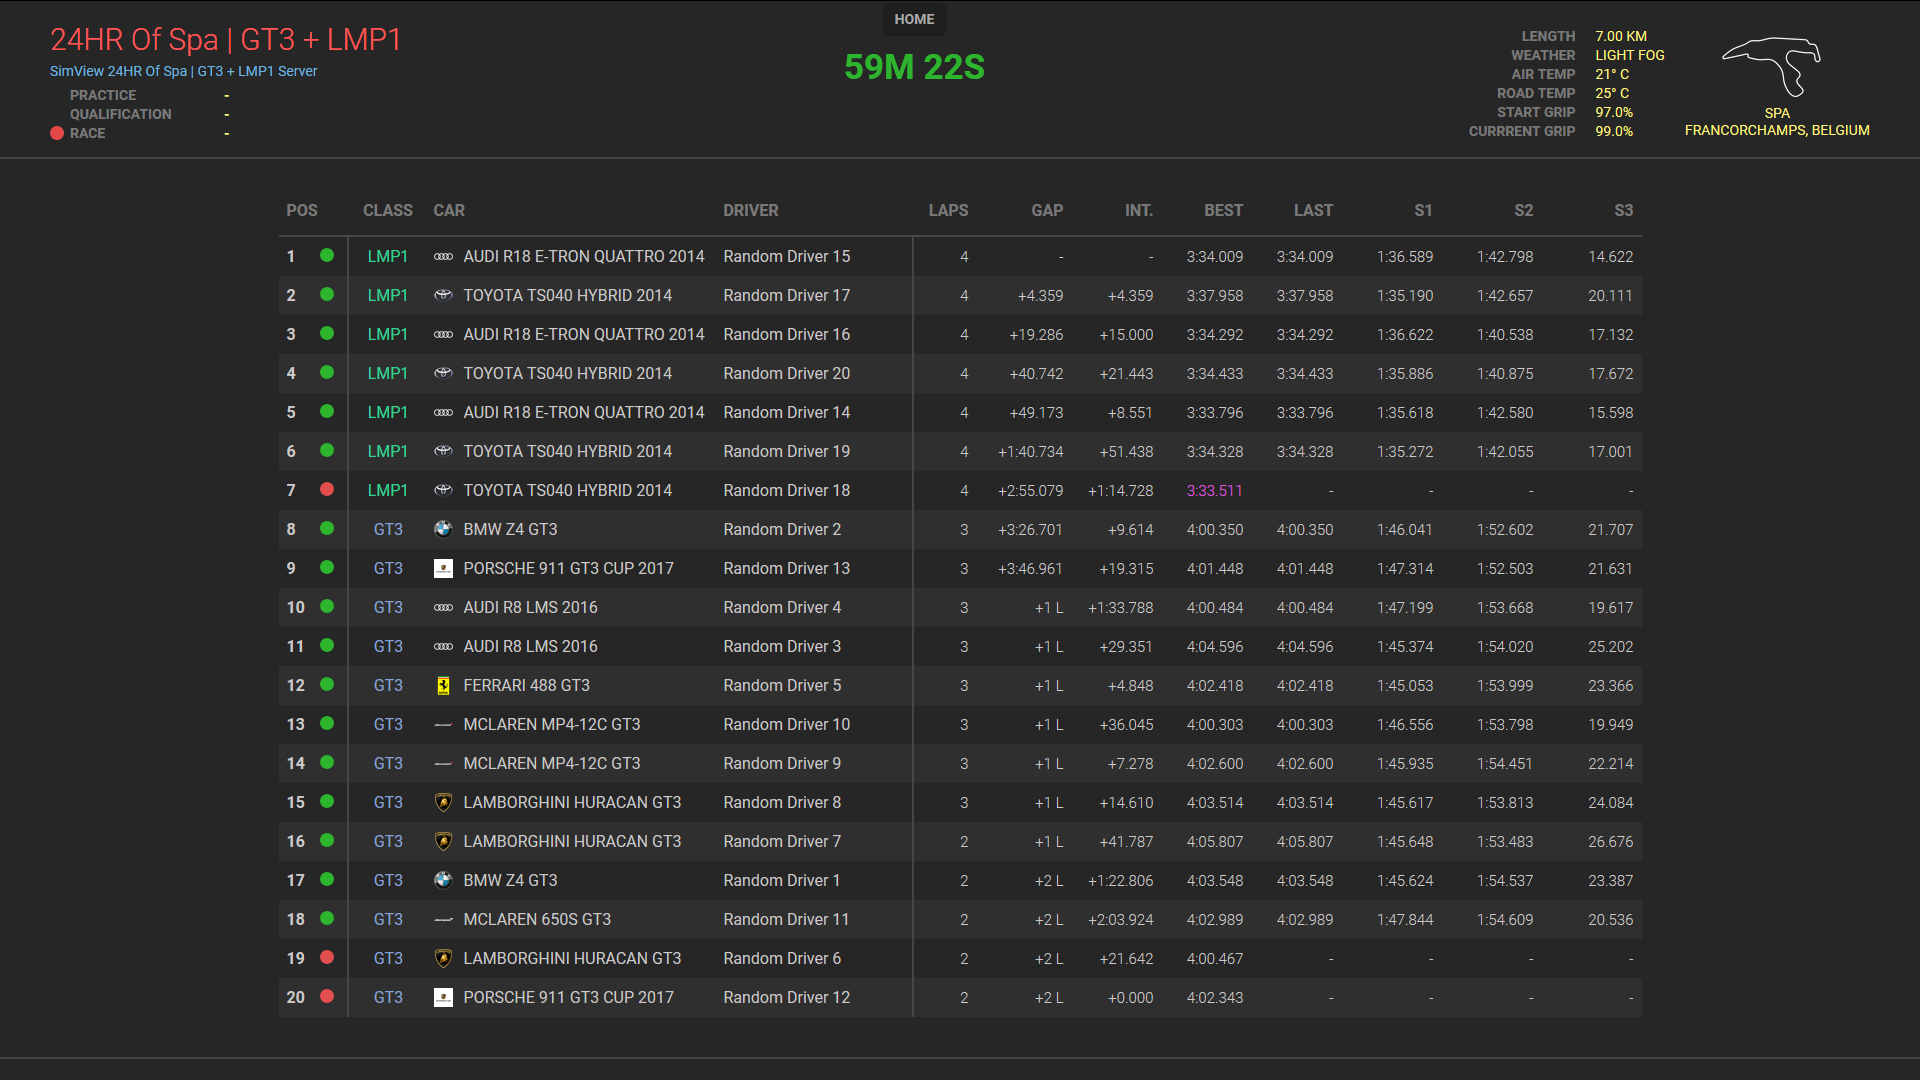 HOME
24HR Of Spa | GT3 + LMP1
SimView 24HR Of Spa | GT3 + LMP1 Server
PRACTICE -
QUALIFICATION -
RACE -
59M 22S
LENGTH 7.00 KM
WEATHER LIGHT FOG
AIR TEMP 21° C
ROAD TEMP 25° C
START GRIP 97.0%
CURRRENT GRIP 99.0%
SPA
FRANCORCHAMPS, BELGIUM
POS CLASS CAR DRIVER LAPS GAP INT. BEST LAST S1 S2 S3
1 LMP1 AUDI R18 E-TRON QUATTRO 2014 Random Driver 15 4 - - 3:34.009 3:34.009 1:36.589 1:42.798 14.622
2 LMP1 TOYOTA TS040 HYBRID 2014 Random Driver 17 4 +4.359 +4.359 3:37.958 3:37.958 1:35.190 1:42.657 20.111
3 LMP1 AUDI R18 E-TRON QUATTRO 2014 Random Driver 16 4 +19.286 +15.000 3:34.292 3:34.292 1:36.622 1:40.538 17.132
4 LMP1 TOYOTA TS040 HYBRID 2014 Random Driver 20 4 +40.742 +21.443 3:34.433 3:34.433 1:35.886 1:40.875 17.672
5 LMP1 AUDI R18 E-TRON QUATTRO 2014 Random Driver 14 4 +49.173 +8.551 3:33.796 3:33.796 1:35.618 1:42.580 15.598
6 LMP1 TOYOTA TS040 HYBRID 2014 Random Driver 19 4 +1:40.734 +51.438 3:34.328 3:34.328 1:35.272 1:42.055 17.001
7 LMP1 TOYOTA TS040 HYBRID 2014 Random Driver 18 4 +2:55.079 +1:14.728 3:33.511 - - - -
8 GT3 BMW Z4 GT3 Random Driver 2 3 +3:26.701 +9.614 4:00.350 4:00.350 1:46.041 1:52.602 21.707
9 GT3 PORSCHE 911 GT3 CUP 2017 Random Driver 13 3 +3:46.961 +19.315 4:01.448 4:01.448 1:47.314 1:52.503 21.631
10 GT3 AUDI R8 LMS 2016 Random Driver 4 3 +1 L +1:33.788 4:00.484 4:00.484 1:47.199 1:53.668 19.617
11 GT3 AUDI R8 LMS 2016 Random Driver 3 3 +1 L +29.351 4:04.596 4:04.596 1:45.374 1:54.020 25.202
12 GT3 FERRARI 488 GT3 Random Driver 5 3 +1 L +4.848 4:02.418 4:02.418 1:45.053 1:53.999 23.366
13 GT3 MCLAREN MP4-12C GT3 Random Driver 10 3 +1 L +36.045 4:00.303 4:00.303 1:46.556 1:53.798 19.949
14 GT3 MCLAREN MP4-12C GT3 Random Driver 9 3 +1 L +7.278 4:02.600 4:02.600 1:45.935 1:54.451 22.214
15 GT3 LAMBORGHINI HURACAN GT3 Random Driver 8 3 +1 L +14.610 4:03.514 4:03.514 1:45.617 1:53.813 24.084
16 GT3 LAMBORGHINI HURACAN GT3 Random Driver 7 2 +1 L +41.787 4:05.807 4:05.807 1:45.648 1:53.483 26.676
17 GT3 BMW Z4 GT3 Random Driver 1 2 +2 L +1:22.806 4:03.548 4:03.548 1:45.624 1:54.537 23.387
18 GT3 MCLAREN 650S GT3 Random Driver 11 2 +2 L +2:03.924 4:02.989 4:02.989 1:47.844 1:54.609 20.536
19 GT3 LAMBORGHINI HURACAN GT3 Random Driver 6 2 +2 L +21.642 4:00.467 - - - -
20 GT3 PORSCHE 911 GT3 CUP 2017 Random Driver 12 2 +2 L +0.000 4:02.343 - - - -